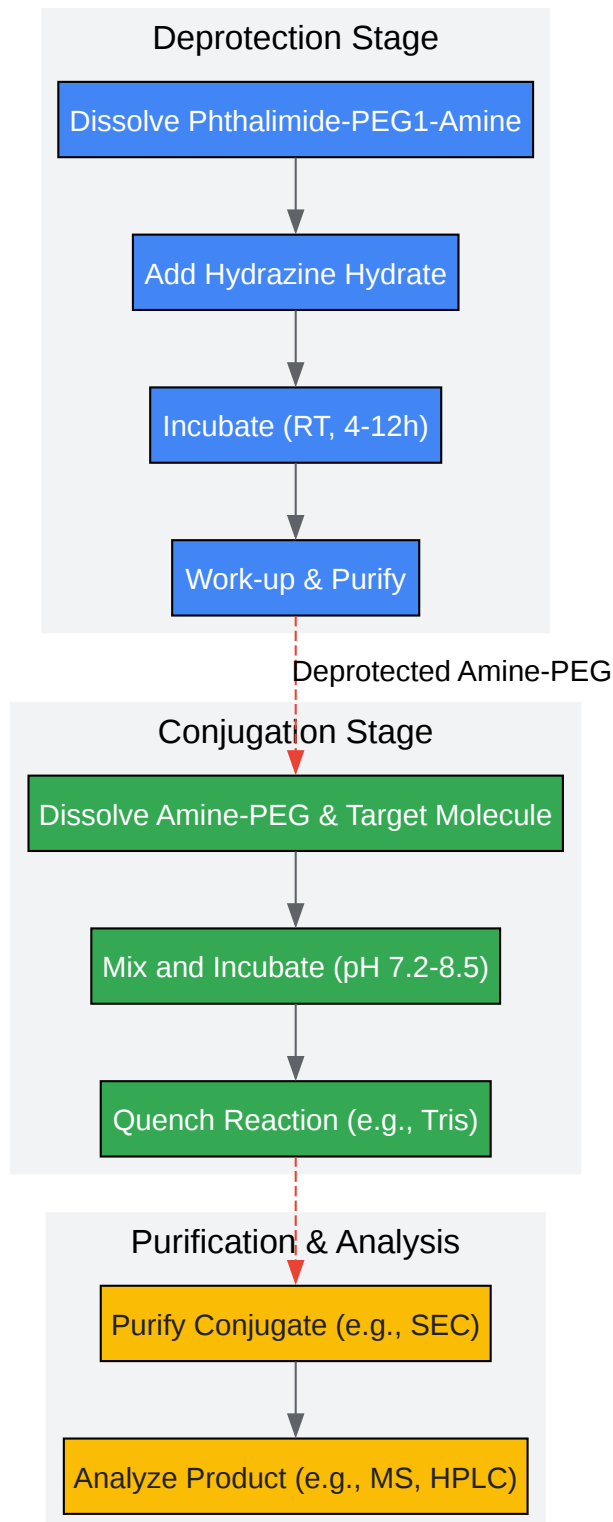 Deprotection Stage
Dissolve Phthalimide-PEG1-Amine
Add Hydrazine Hydrate
Incubate (RT, 4-12h)
Work-up & Purify
Deprotected Amine-PEG
Conjugation Stage
Dissolve Amine-PEG & Target Molecule
Mix and Incubate (pH 7.2-8.5)
Quench Reaction (e.g., Tris)
Purification & Analysis
Purify Conjugate (e.g., SEC)
Analyze Product (e.g., MS, HPLC)